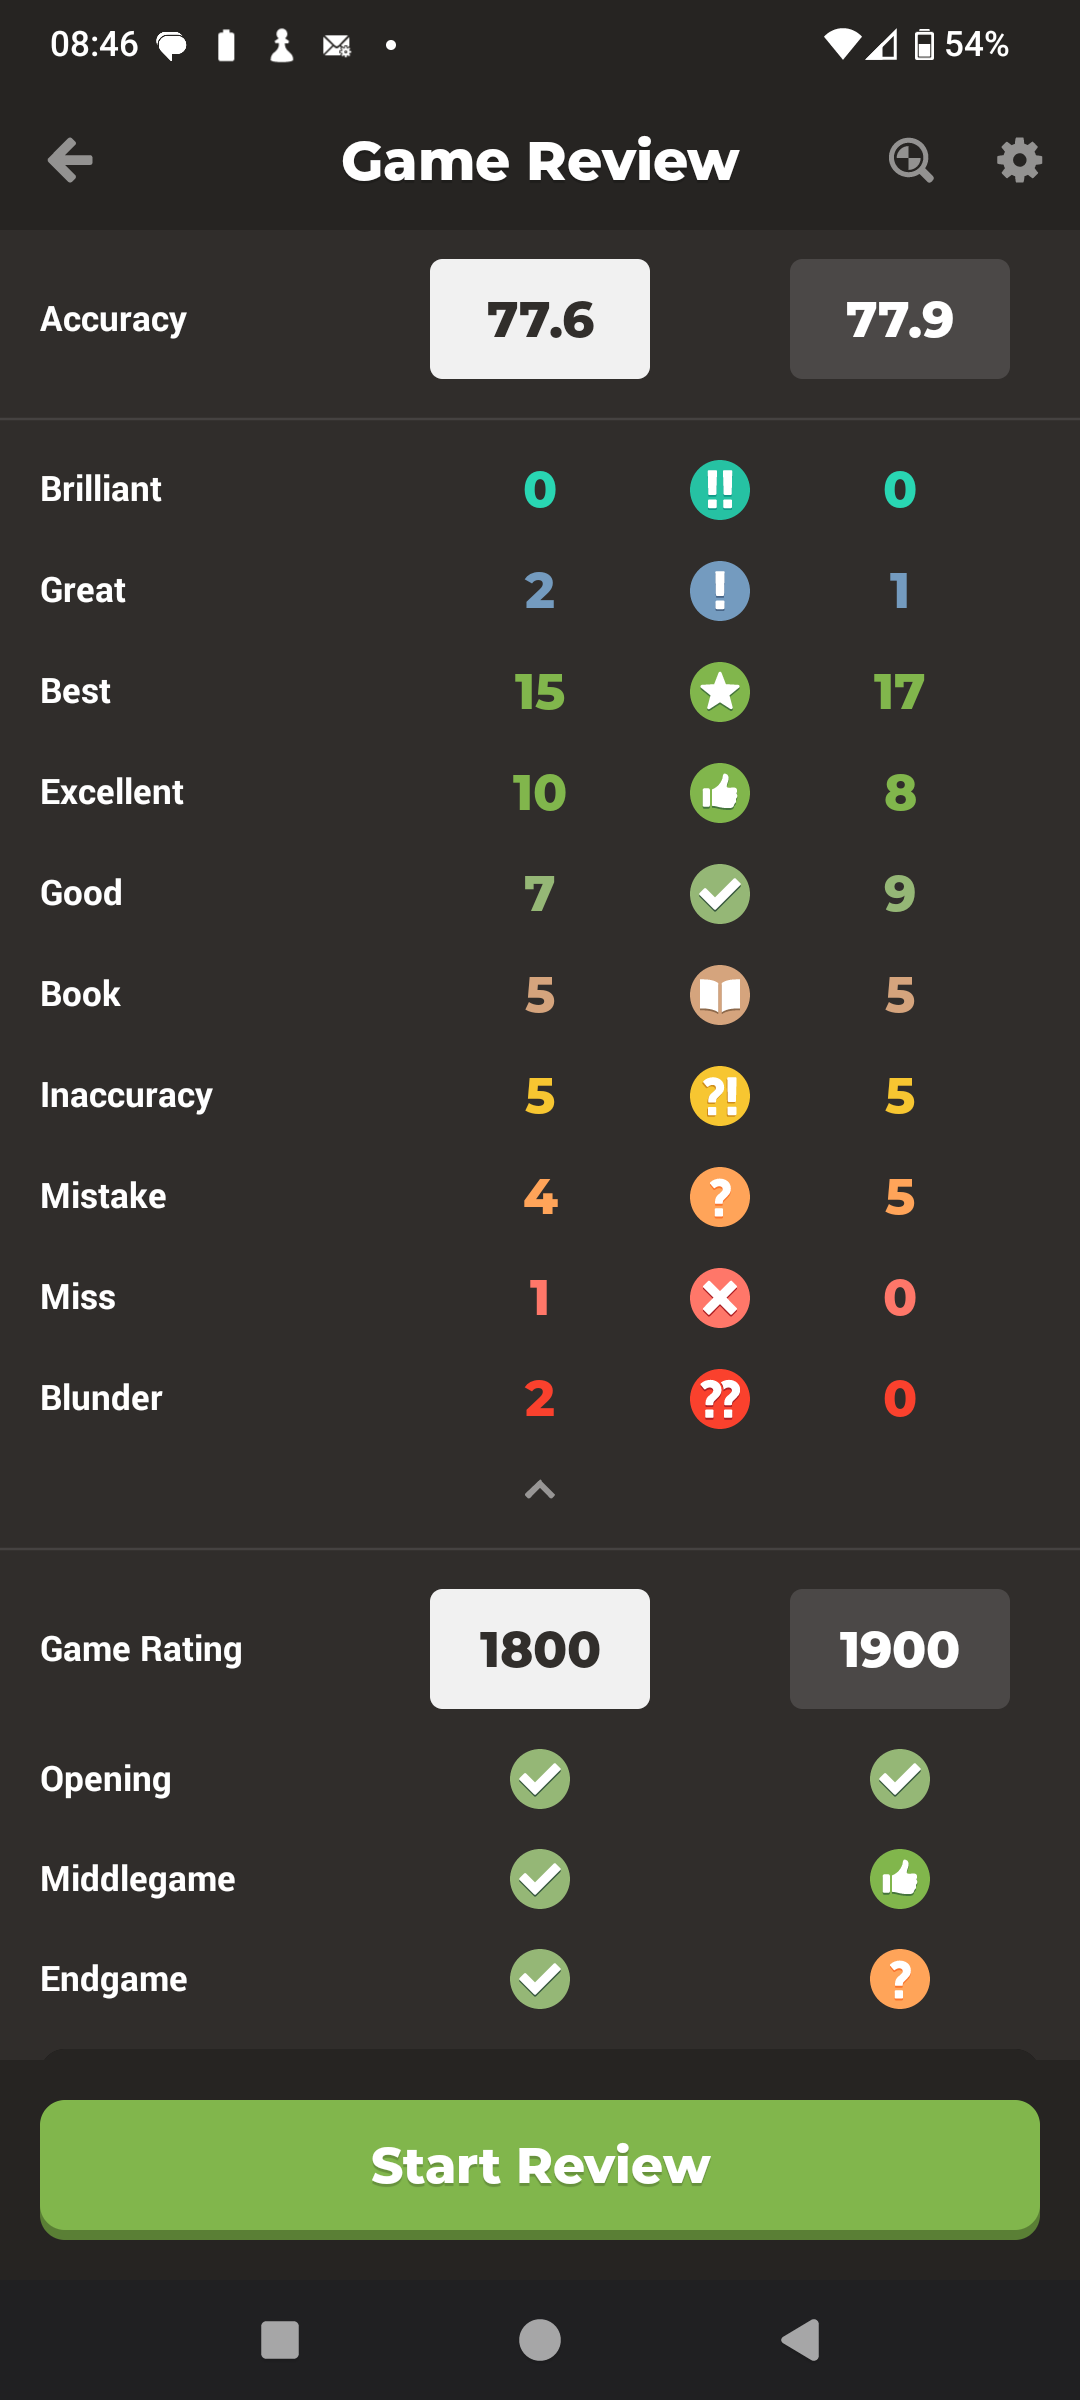 08:46 54%
Game Review
Accuracy 77.6 77.9
Brilliant 0 !! 0
Great 2 ! 1
Best 15 17
Excellent 10 8
Good 7 9
Book 5 5
Inaccuracy 5 ?! 5
Mistake 4 ? 5
Miss 1 0
Blunder 2 ?? 0
Game Rating 1800 1900
Opening
Middlegame
Endgame ?
Start Review